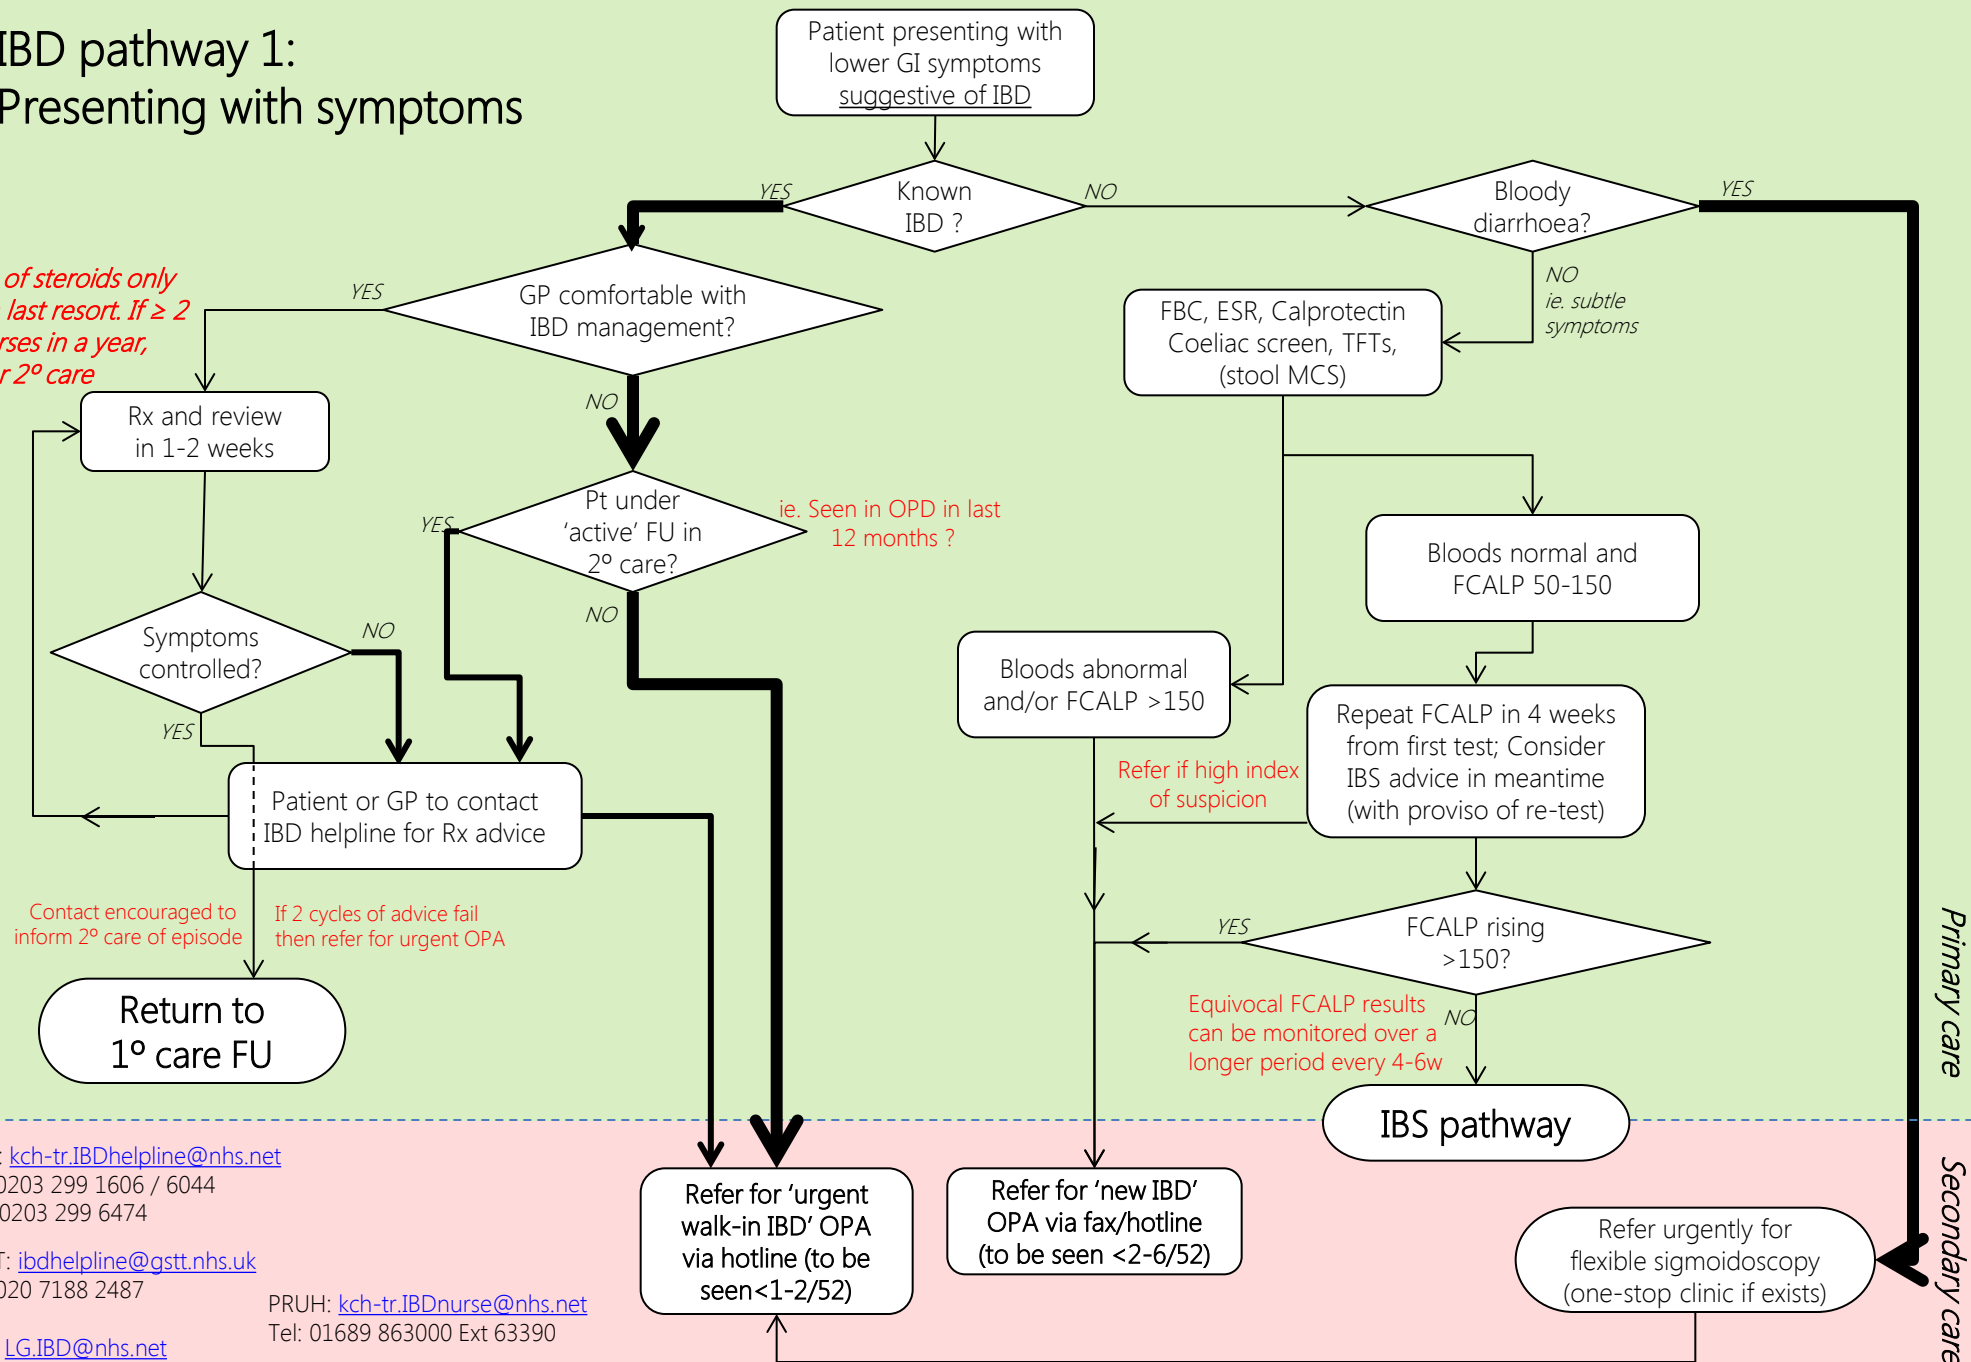 IBD pathway 1:
Presenting with symptoms
Patient presenting with
lower GI symptoms
suggestive of IBD
YES
Known
IBD ?
NO
Bloody
diarrhoea?
YES
of steroids only
last resort. If ≥ 2
in a year,
2º care
YES
GP comfortable with
IBD management?
NO
NO
ie. subtle
symptoms
FBC, ESR, Calprotectin
Coeliac screen, TFTs,
(stool MCS)
Rx and review
in 1-2 weeks
Pt under
‘active’ FU in
2º care?
YES
NO
ie. Seen in OPD in last
12 months ?
Bloods normal and
FCALP 50-150
Symptoms
controlled?
NO
YES
Bloods abnormal
and/or FCALP >150
Repeat FCALP in 4 weeks
from first test; Consider
IBS advice in meantime
(with proviso of re-test)
Refer if high index
of suspicion
Patient or GP to contact
IBD helpline for Rx advice
Contact encouraged to
inform 2º care of episode
If 2 cycles of advice fail
then refer for urgent OPA
FCALP rising
>150?
YES
NO
Equivocal FCALP results
can be monitored over a
longer period every 4-6w
Return to
1º care FU
IBS pathway
Primary care
Secondary care
: kch-tr.IBDhelpline@nhs.net
0203 299 1606 / 6044
0203 299 6474
T: ibdhelpline@gstt.nhs.uk
020 7188 2487
LG.IBD@nhs.net
PRUH: kch-tr.IBDnurse@nhs.net
Tel: 01689 863000 Ext 63390
Refer for ‘urgent
walk-in IBD’ OPA
via hotline (to be
seen<1-2/52)
Refer for ‘new IBD’
OPA via fax/hotline
(to be seen <2-6/52)
Refer urgently for
flexible sigmoidoscopy
(one-stop clinic if exists)